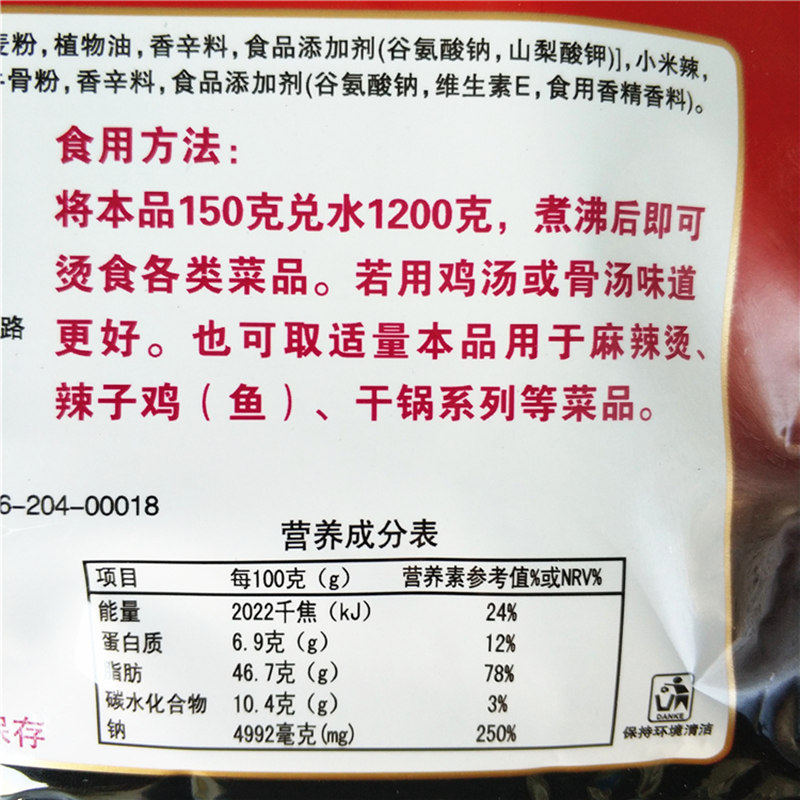 麦粉,植物油,香辛料,食品添加剂(谷氨酸钠,山梨酸钾)],小米辣,
牛骨粉,香辛料,食品添加剂(谷氨酸钠,维生素E,食用香精香料)。
食用方法:
将本品150克兑水1200克,煮沸后即可
烫食各类菜品。若用鸡汤或骨汤味道
路 更好。也可取适量本品用于麻辣烫、
辣子鸡(鱼)、干锅系列等菜品。
6-204-00018
营养成分表
项目 每100克(g) 营养素参考值%或NRV%
能量 2022千焦(kJ) 24%
蛋白质 6.9克(g) 12%
脂肪 46.7克(g) 78%
碳水化合物 10.4克(g) 3%
钠 4992毫克(mg) 250%
保存
DANKE
保持环境清洁